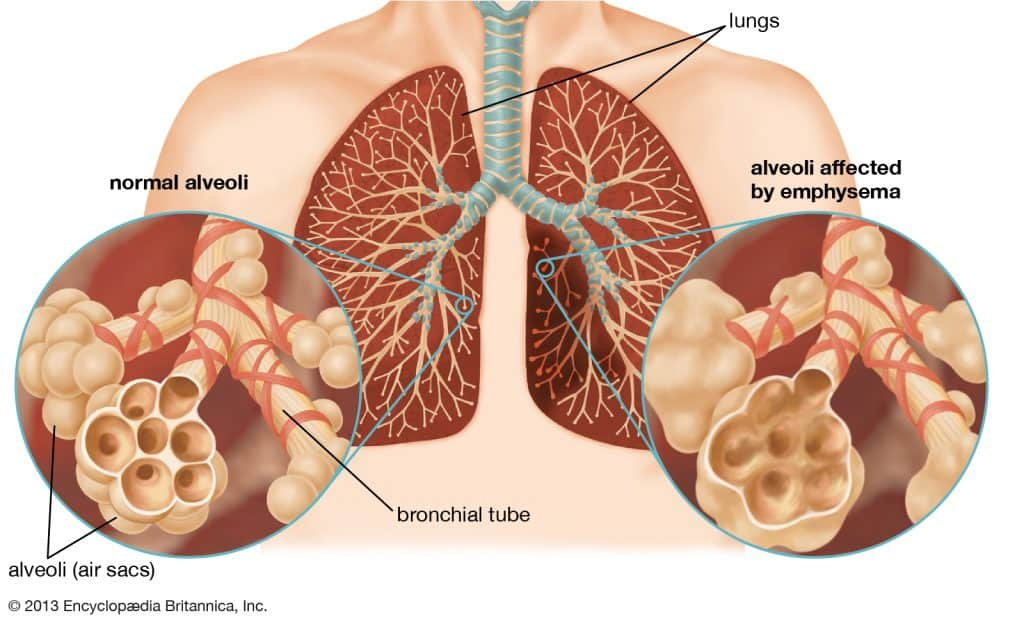 lungs
normal alveoli
alveoli affected
by emphysema
bronchial tube
alveoli (air sacs)
© 2013 Encyclopædia Britannica, Inc.